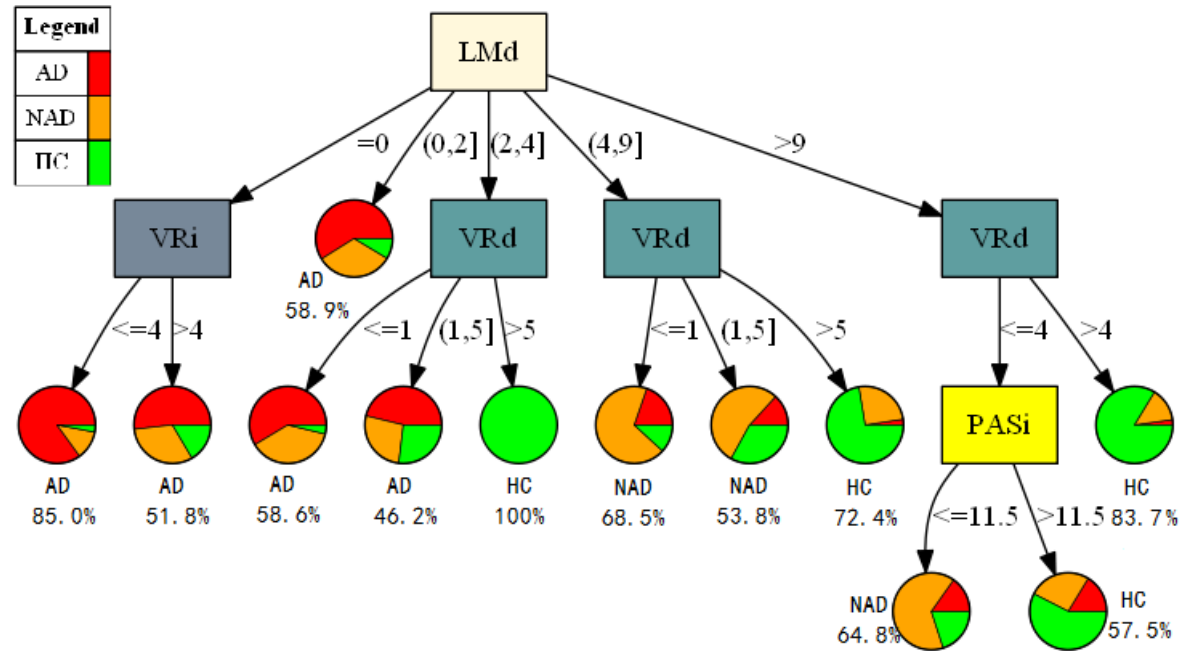 Legend
AD
NAD
HC
LMd
=0
(0,2]
(2,4]
(4,9]
>9
VRi
VRd
VRd
VRd
AD
58.9%
<=4
>4
<=1
(1,5]
>5
<=1
(1,5]
>5
<=4
>4
PASi
AD
85.0%
AD
51.8%
AD
58.6%
AD
46.2%
HC
100%
NAD
68.5%
NAD
53.8%
HC
72.4%
HC
83.7%
<=11.5
>11.5
NAD
64.8%
HC
57.5%